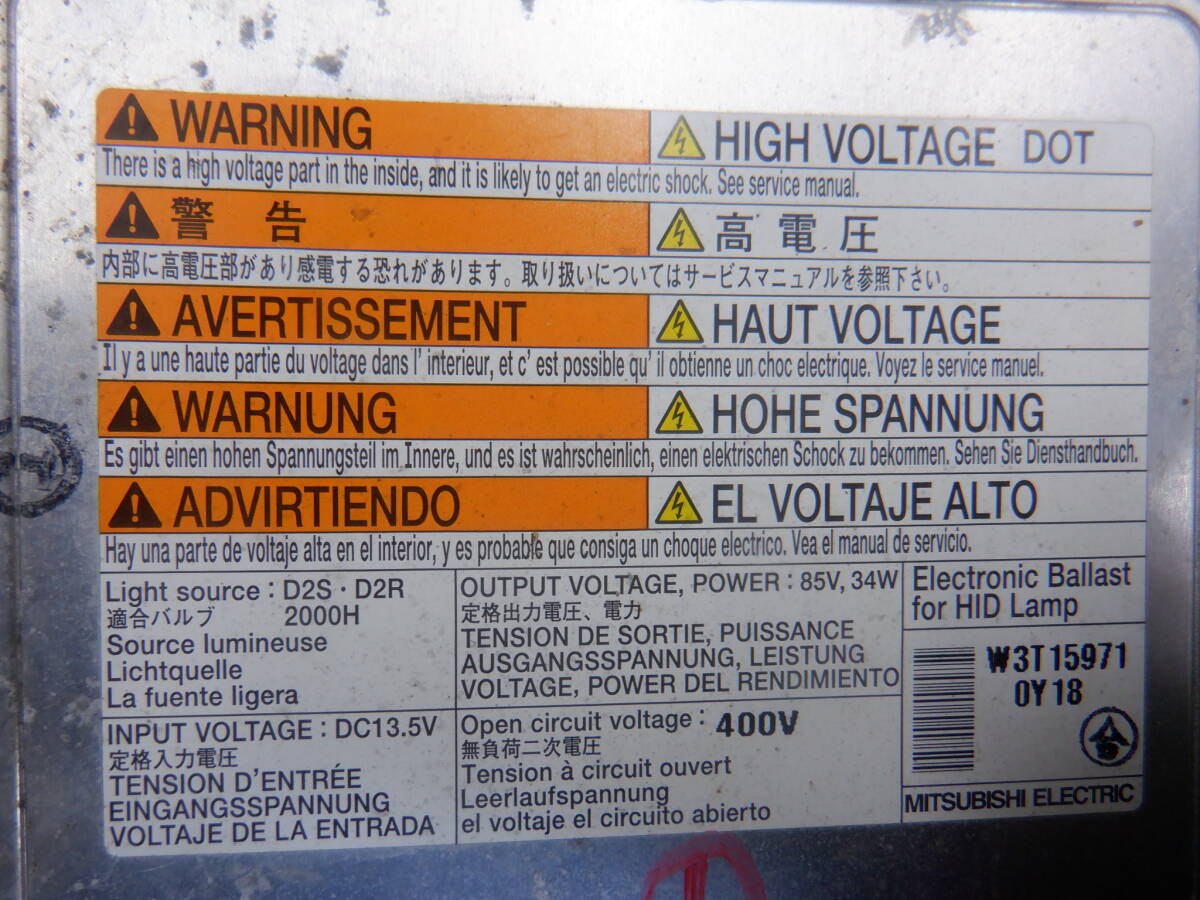 WARNING HIGH VOLTAGE DOT
There is a high voltage part in the inside, and it is likely to get an electric shock. See service manual.
警 告 高 電 圧
内部に高電圧部があり感電する恐れがあります。取り扱いについてはサービスマニュアルを参照下さい。
AVERTISSEMENT HAUT VOLTAGE
Il y a une haute partie du voltage dans l' interieur, et c' est possible qu' il obtienne un choc electrique. Voyez le service manuel.
WARNUNG HOHE SPANNUNG
Es gibt einen hohen Spannungsteil im Innere, und es ist wahrscheinlich, einen elektrischen Schock zu bekommen. Sehen Sie Diensthandbuch.
ADVIRTIENDO EL VOLTAJE ALTO
Hay una parte de voltaje alta en el interior, y es probable que consiga un choque electrico. Vea el manual de servicio.
Light source : D2S · D2R
適合バルブ 2000H
Source lumineuse
Lichtquelle
La fuente ligera
OUTPUT VOLTAGE, POWER : 85V, 34W
定格出力電圧、電力
TENSION DE SORTIE, PUISSANCE
AUSGANGSSPANNUNG, LEISTUNG
VOLTAGE, POWER DEL RENDIMIENTO
Electronic Ballast
for HID Lamp
W3T15971
0Y18
INPUT VOLTAGE : DC13.5V
定格入力電圧
TENSION D'ENTRÉE
EINGANGSSPANNUNG
VOLTAJE DE LA ENTRADA
Open circuit voltage : 400V
無負荷二次電圧
Tension à circuit ouvert
Leerlaufspannung
el voltaje el circuito abierto
MITSUBISHI ELECTRIC